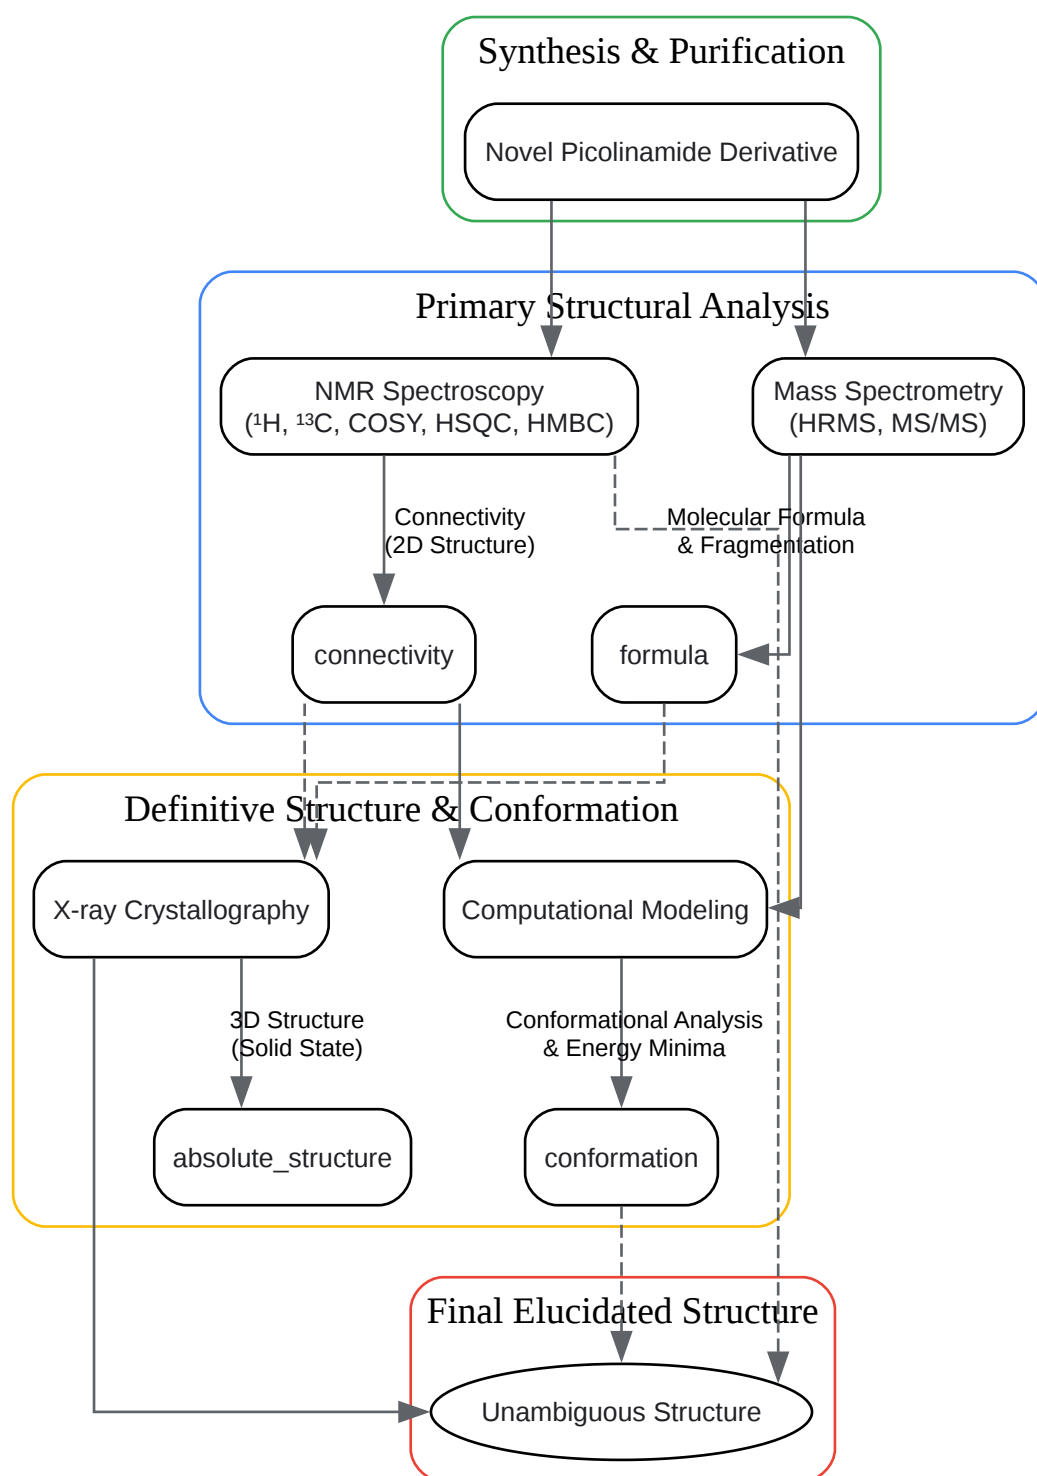 Synthesis & Purification
Novel Picolinamide Derivative
Primary Structural Analysis
NMR Spectroscopy
(¹H, ¹³C, COSY, HSQC, HMBC)
Mass Spectrometry
(HRMS, MS/MS)
Connectivity
(2D Structure)
Molecular Formula
& Fragmentation
connectivity
formula
Definitive Structure & Conformation
X-ray Crystallography
Computational Modeling
3D Structure
(Solid State)
Conformational Analysis
& Energy Minima
absolute_structure
conformation
Final Elucidated Structure
Unambiguous Structure